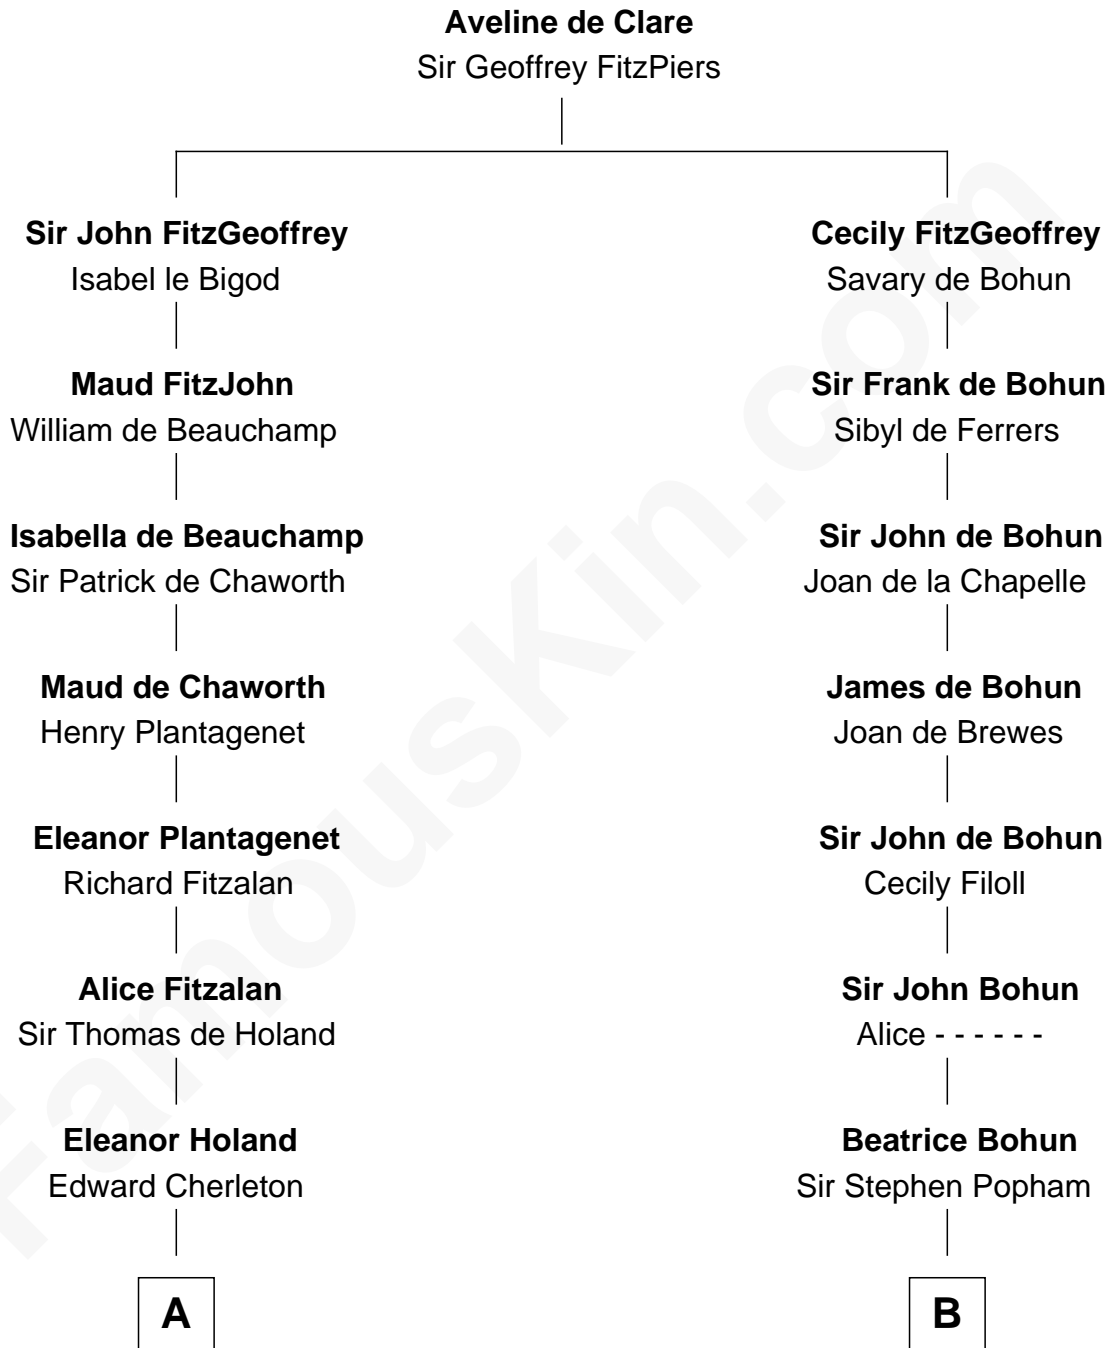 Aveline de Clare
Sir Geoffrey FitzPiers
Sir John FitzGeoffrey
Isabel le Bigod
Cecily FitzGeoffrey
Savary de Bohun
Maud FitzJohn
William de Beauchamp
Sir Frank de Bohun
Sibyl de Ferrers
Isabella de Beauchamp
Sir Patrick de Chaworth
Sir John de Bohun
Joan de la Chapelle
Maud de Chaworth
Henry Plantagenet
James de Bohun
Joan de Brewes
Eleanor Plantagenet
Richard Fitzalan
Sir John de Bohun
Cecily Filoll
Alice Fitzalan
Sir Thomas de Holand
Sir John Bohun
Alice - - - - - -
Eleanor Holand
Edward Cherleton
Beatrice Bohun
Sir Stephen Popham
A
B
FamousKin.com